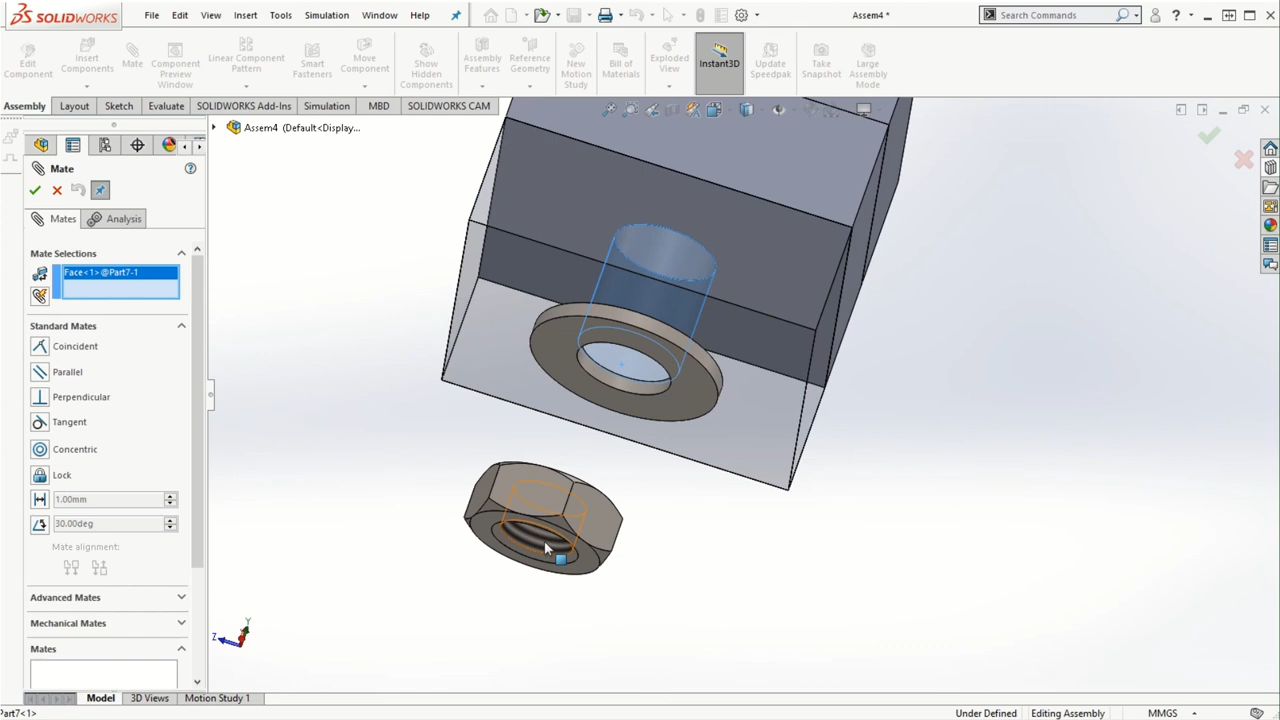 SOLIDWORKS File Edit View Insert Tools Simulation Window Help Assem4 * Search Commands ?
Edit Component
Insert Components
Mate
Component Preview Window
Linear Component Pattern
Smart Fasteners
Move Component
Show Hidden Components
Assembly Features
Reference Geometry
New Motion Study
Bill of Materials
Exploded View
Instant3D
Update Speedpak
Take Snapshot
Large Assembly Mode
Assembly Layout Sketch Evaluate SOLIDWORKS Add-Ins Simulation MBD SOLIDWORKS CAM
Assem4 (Default<Display...
Mate ?
Mates Analysis
Mate Selections
Face<1>@Part7-1
Standard Mates
Coincident
Parallel
Perpendicular
Tangent
Concentric
Lock
1.00mm
30.00deg
Mate alignment:
Advanced Mates
Mechanical Mates
Mates
Y
Z
Model 3D Views Motion Study 1
Part7<1> Under Defined Editing Assembly MMGS